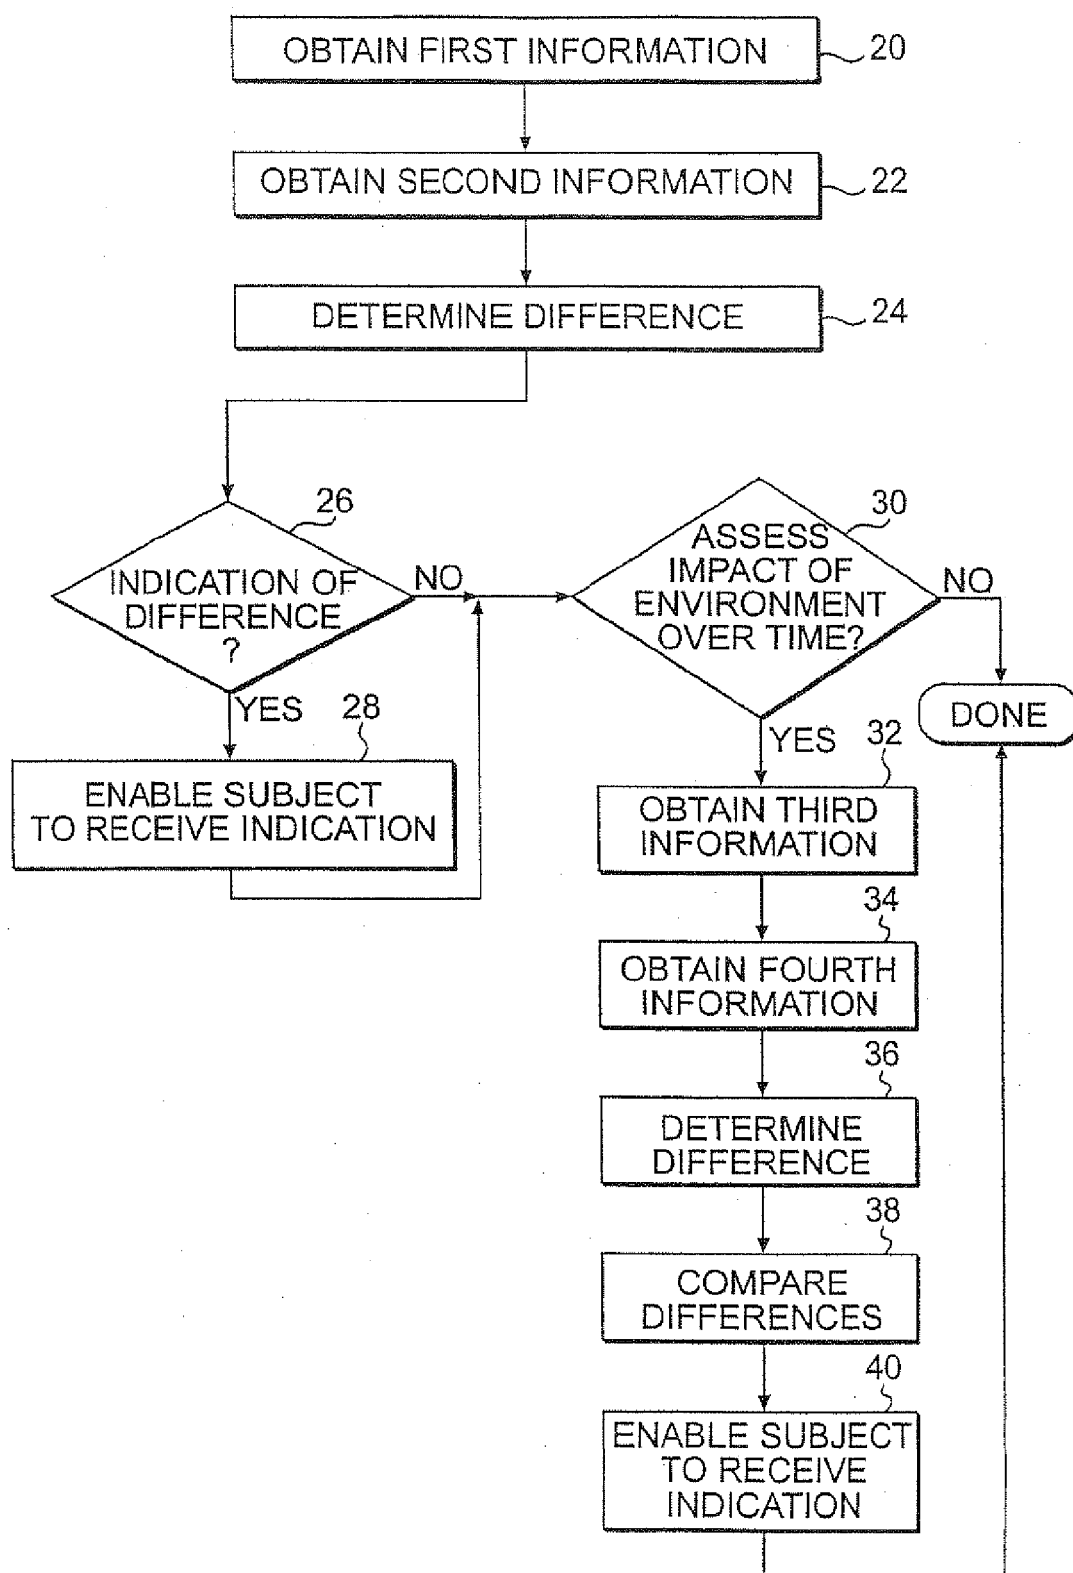 OBTAIN FIRST INFORMATION
20
OBTAIN SECOND INFORMATION
22
DETERMINE DIFFERENCE
24
26
INDICATION OF
DIFFERENCE
?
NO
YES
28
ENABLE SUBJECT
TO RECEIVE INDICATION
30
ASSESS
IMPACT OF
ENVIRONMENT
OVER TIME?
NO
DONE
YES
32
OBTAIN THIRD
INFORMATION
34
OBTAIN FOURTH
INFORMATION
36
DETERMINE
DIFFERENCE
38
COMPARE
DIFFERENCES
40
ENABLE SUBJECT
TO RECEIVE
INDICATION